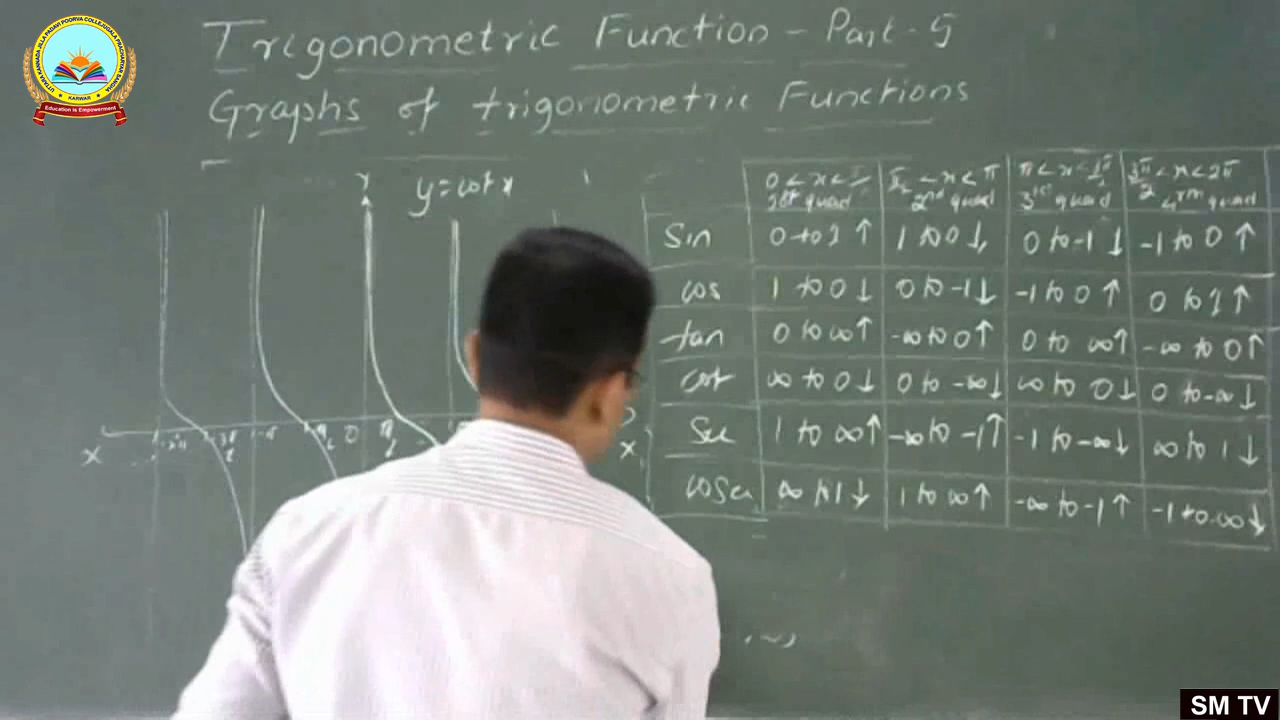 Trigonometric Function - Part-5
Graphs of trigonometric Functions
y = cot x
Y
X
0
X
π < x < 3π/2
3π/2 < x < 2π
1st quad
2nd quad
3rd quad
4rth quad
Sin 0 to 1 ↑ 1 to 0 ↓ 0 to -1 ↓ -1 to 0 ↑
cos 1 to 0 ↓ 0 to -1 ↓ -1 to 0 ↑ 0 to 1 ↑
tan 0 to ∞ ↑ -∞ to 0 ↑ 0 to ∞ ↑ -∞ to 0 ↑
cot ∞ to 0 ↓ 0 to -∞ ↓ ∞ to 0 ↓ 0 to -∞ ↓
Sec 1 to ∞ ↑ -∞ to -1 ↑ -1 to -∞ ↓ ∞ to 1 ↓
cosec ∞ to 1 ↓ 1 to ∞ ↑ -∞ to -1 ↑ -1 to -∞ ↓
KARWAR
Education is Empowerment
SM TV